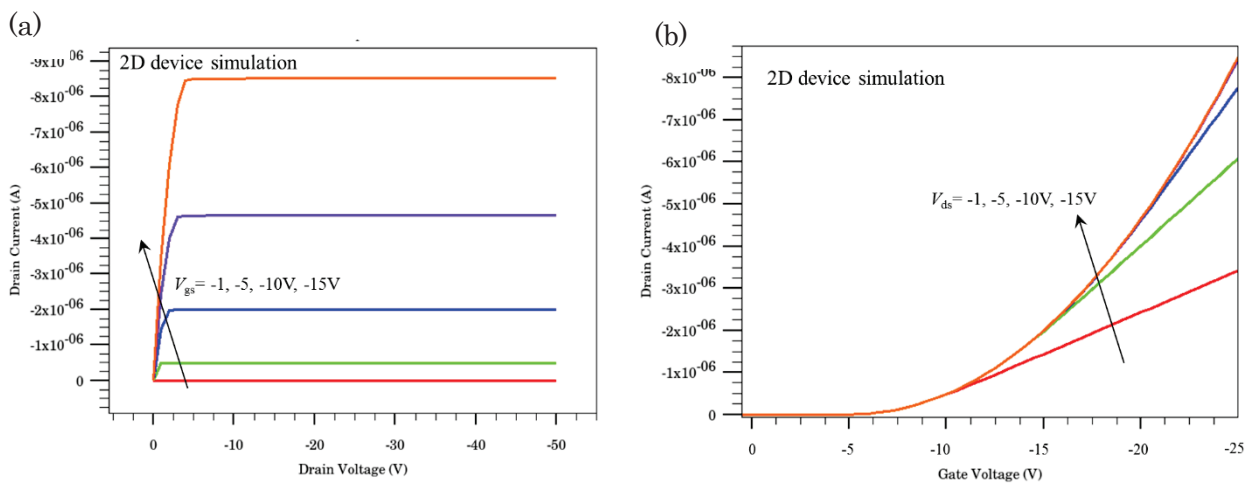 (a)
2D device simulation
-9x10-06
-8x10-06
-7x10-06
-6x10-06
-5x10-06
-4x10-06
-3x10-06
-2x10-06
-1x10-06
0
Drain Current (A)
Vgs= -1, -5, -10V, -15V
0 -10 -20 -30 -40 -50
Drain Voltage (V)
(b)
2D device simulation
-8x10-06
-7x10-06
-6x10-06
-5x10-06
-4x10-06
-3x10-06
-2x10-06
-1x10-06
0
Drain Current (A)
Vds= -1, -5, -10V, -15V
0 -5 -10 -15 -20 -25
Gate Voltage (V)